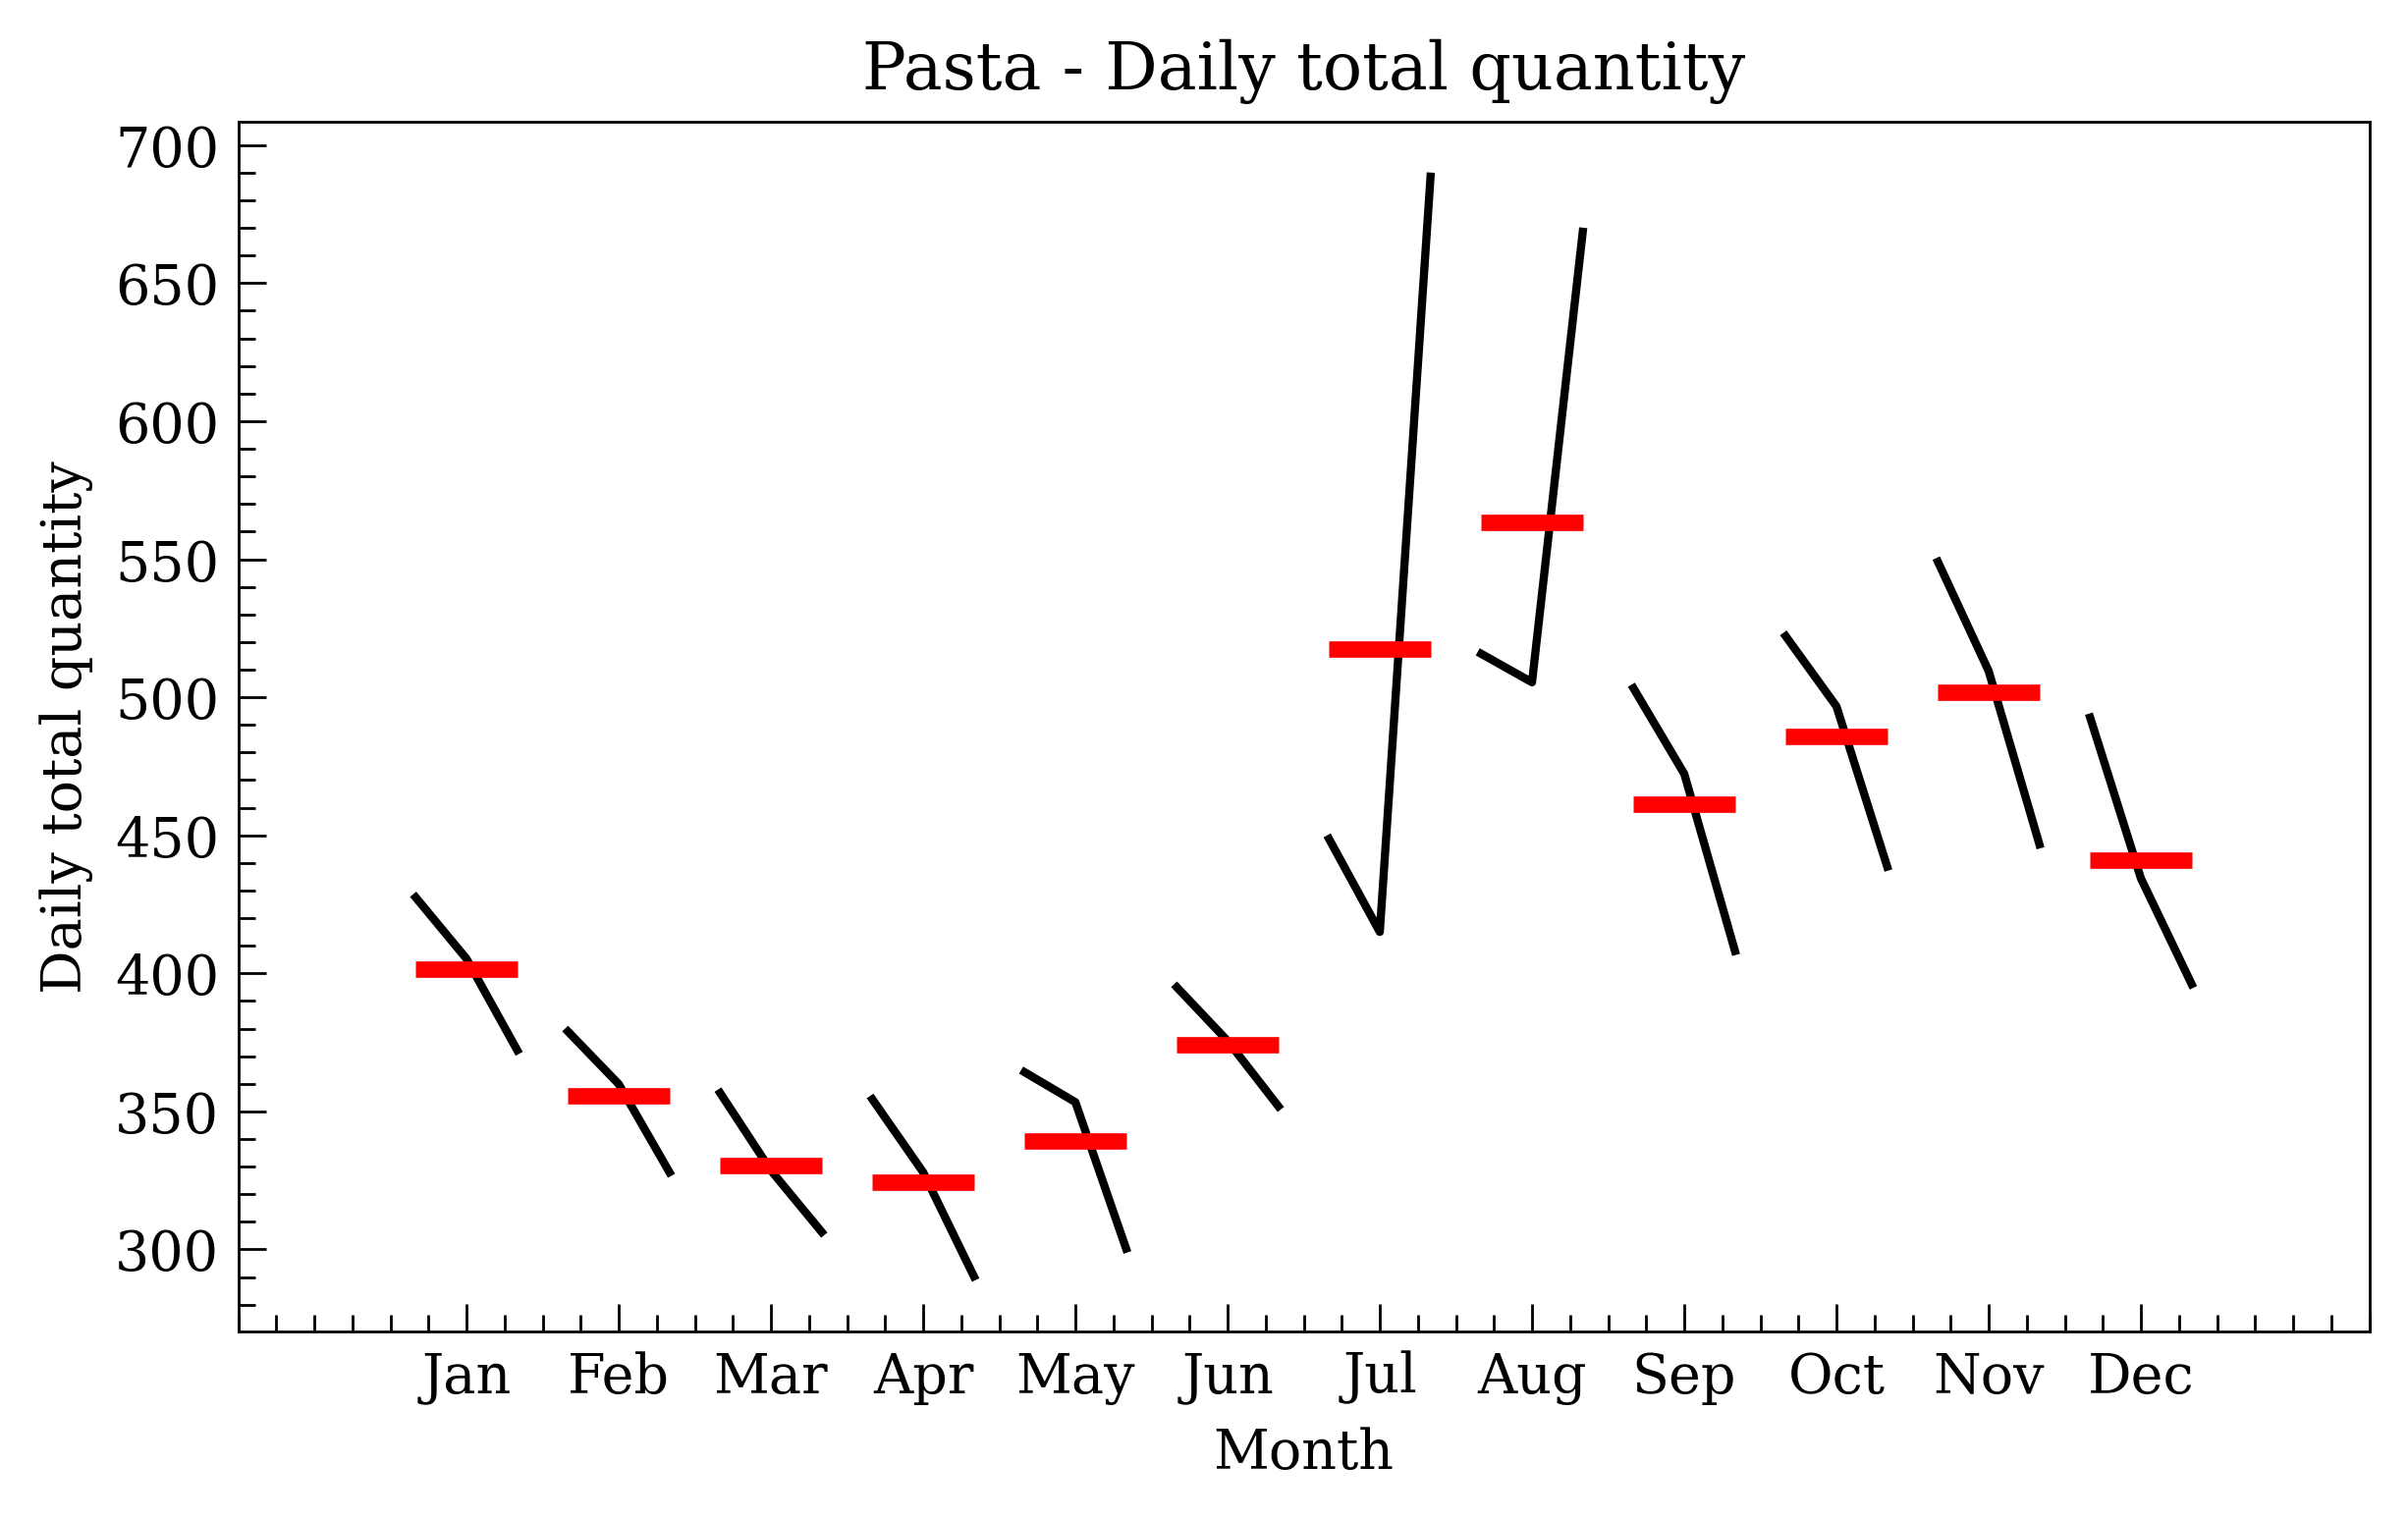 Pasta - Daily total quantity
700
650
600
550
500
450
400
350
300
Daily total quantity
Jan Feb Mar Apr May Jun Jul Aug Sep Oct Nov Dec
Month